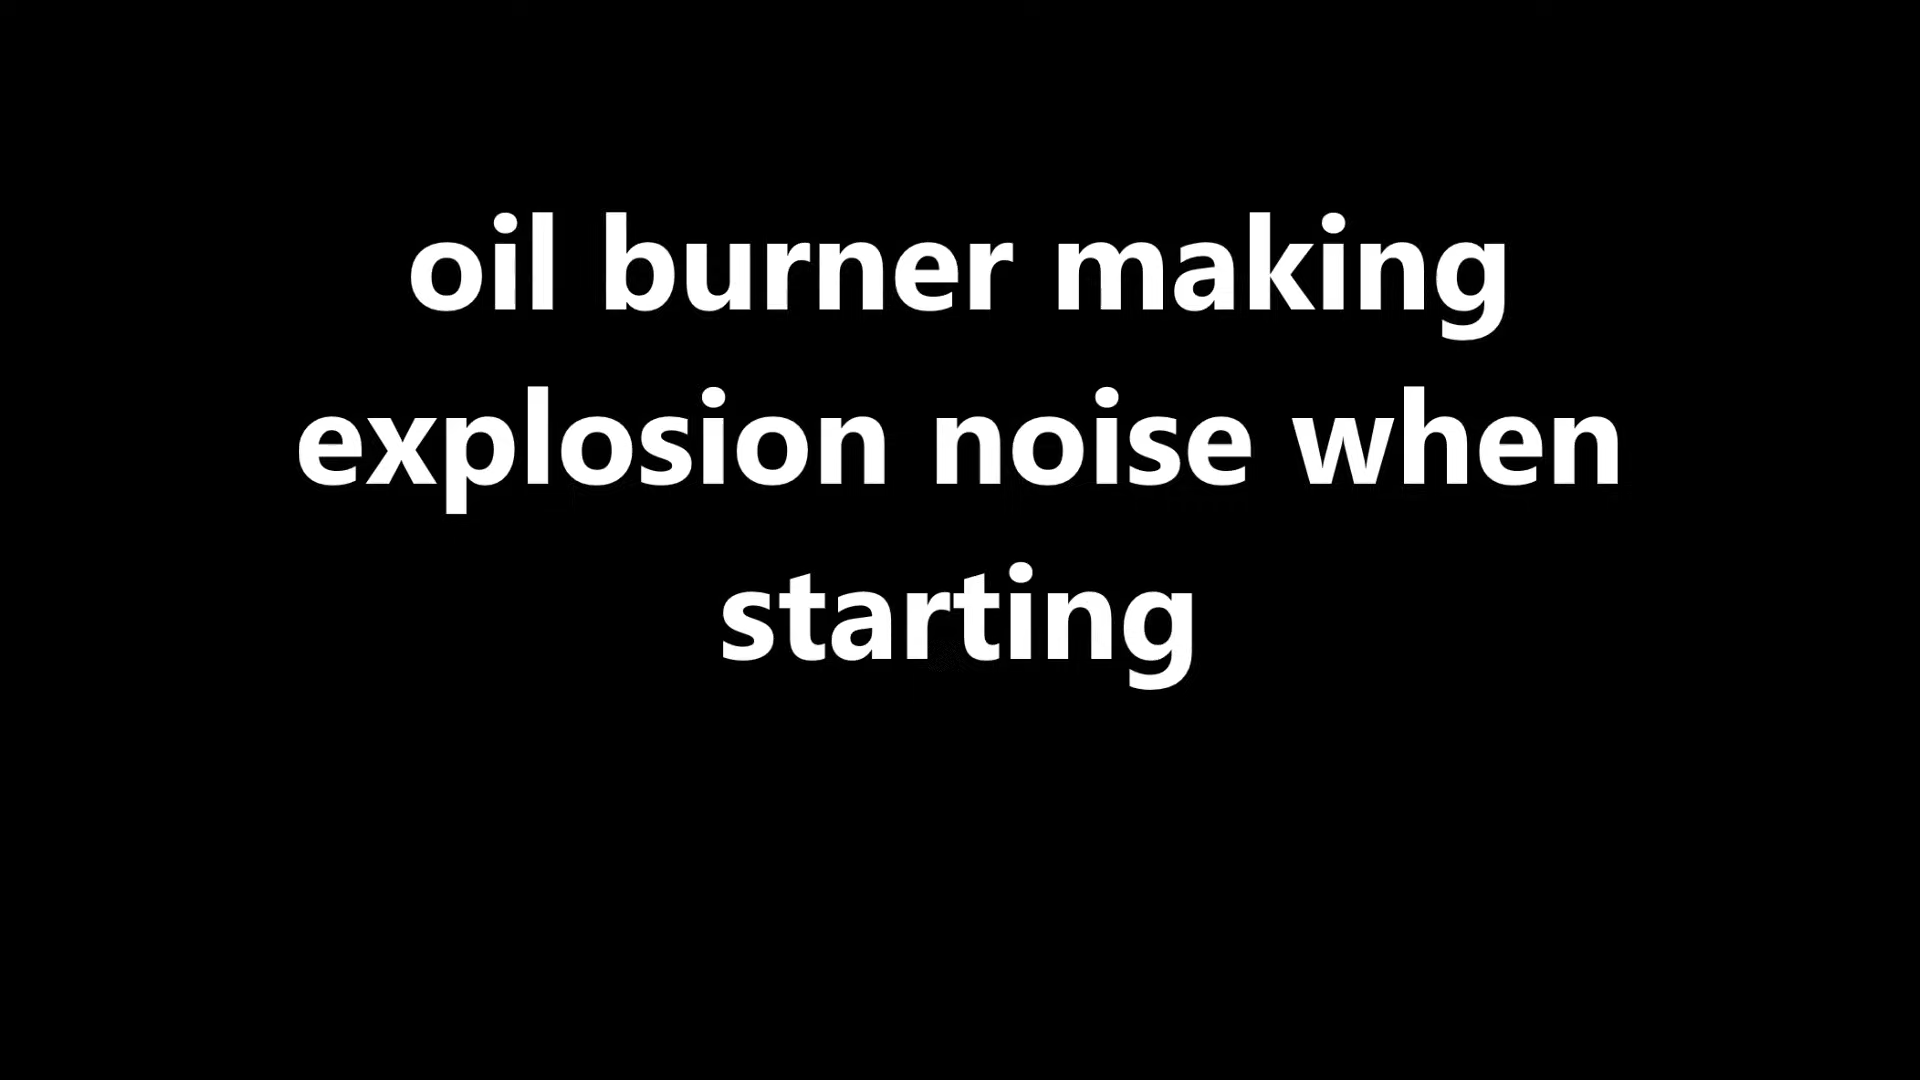 oil burner making
explosion noise when
starting